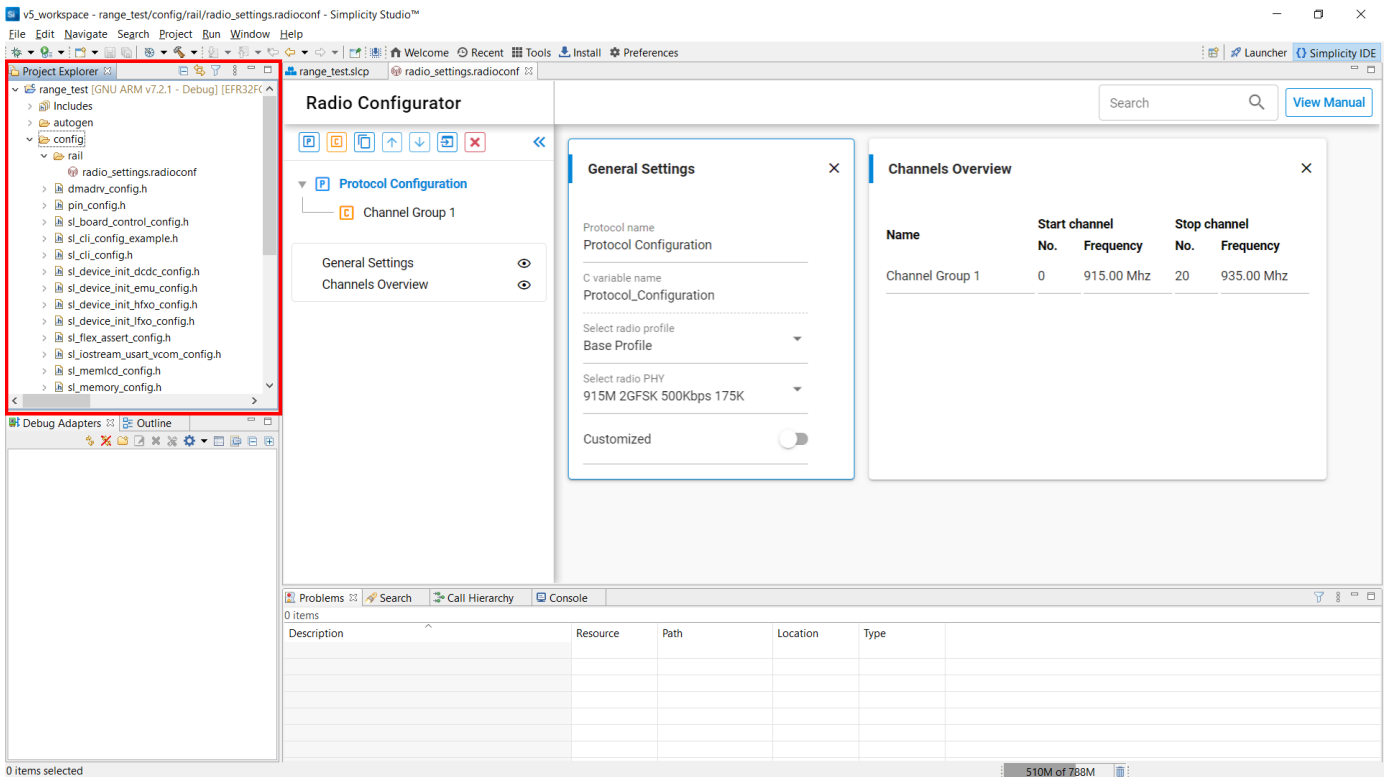 v5_workspace - range_test/config/rail/radio_settings.radioconf - Simplicity Studio™
File Edit Navigate Search Project Run Window Help
Welcome Recent Tools Install Preferences Launcher {} Simplicity IDE
Project Explorer
range_test [GNU ARM v7.2.1 - Debug] [EFR32FG
Includes
autogen
config
rail
radio_settings.radioconf
dmadrv_config.h
pin_config.h
sl_board_control_config.h
sl_cli_config_example.h
sl_cli_config.h
sl_device_init_dcdc_config.h
sl_device_init_emu_config.h
sl_device_init_hfxo_config.h
sl_device_init_lfxo_config.h
sl_flex_assert_config.h
sl_iostream_usart_vcom_config.h
sl_memlcd_config.h
sl_memory_config.h
Debug Adapters Outline
range_test.slcp radio_settings.radioconf
Radio Configurator
Search
View Manual
Protocol Configuration
Channel Group 1
General Settings
Channels Overview
General Settings
Protocol name
Protocol Configuration
C variable name
Protocol_Configuration
Select radio profile
Base Profile
Select radio PHY
915M 2GFSK 500Kbps 175K
Customized
Channels Overview
Start channel Stop channel
Name No. Frequency No. Frequency
Channel Group 1 0 915.00 Mhz 20 935.00 Mhz
Problems Search Call Hierarchy Console
0 items
Description Resource Path Location Type
0 items selected
510M of 788M